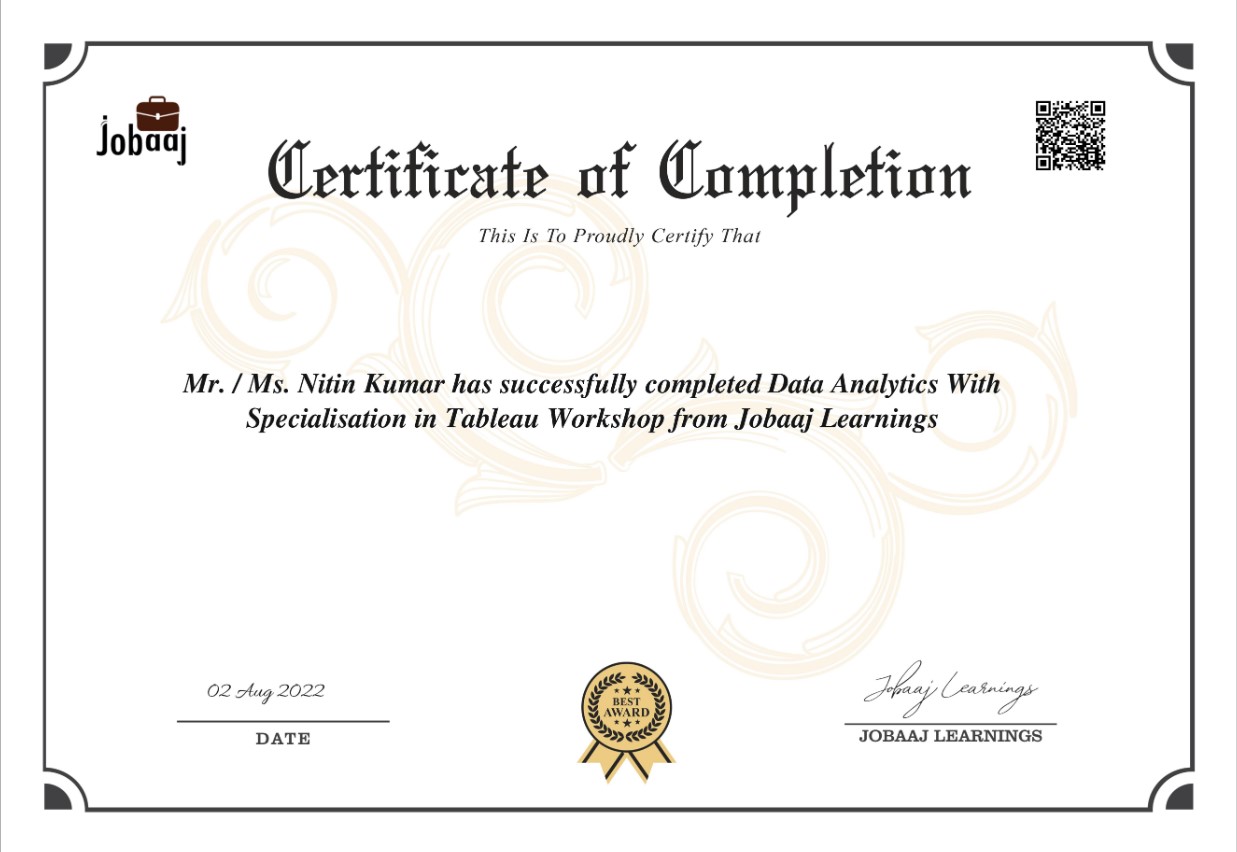 Jobaaj
Certificate of Completion
This Is To Proudly Certify That
Mr. / Ms. Nitin Kumar has successfully completed Data Analytics With
Specialisation in Tableau Workshop from Jobaaj Learnings
02 Aug 2022
DATE
BEST
AWARD
Jobaaj Learnings
JOBAAJ LEARNINGS